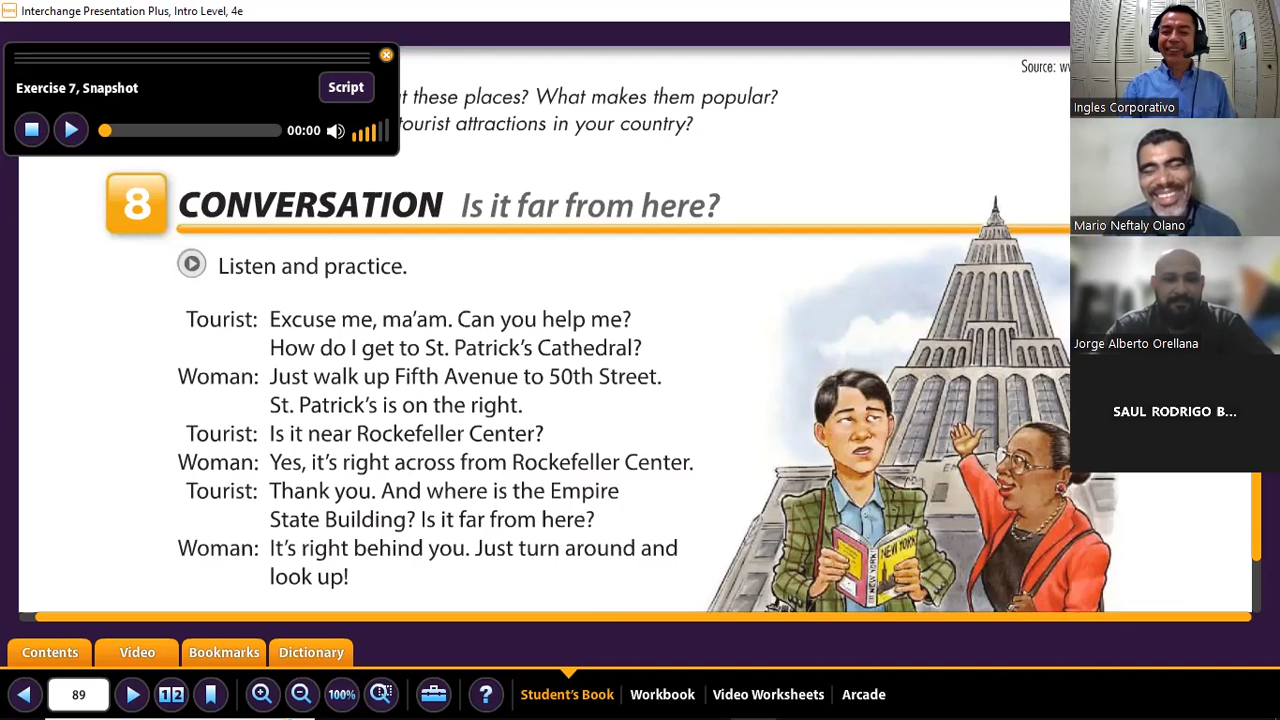 Interchange Presentation Plus, Intro Level, 4e
Exercise 7, Snapshot
Script
00:00
Source: w
t these places? What makes them popular?
tourist attractions in your country?
8 CONVERSATION Is it far from here?
Listen and practice.
Tourist: Excuse me, ma'am. Can you help me?
How do I get to St. Patrick's Cathedral?
Woman: Just walk up Fifth Avenue to 50th Street.
St. Patrick's is on the right.
Tourist: Is it near Rockefeller Center?
Woman: Yes, it's right across from Rockefeller Center.
Tourist: Thank you. And where is the Empire
State Building? Is it far from here?
Woman: It's right behind you. Just turn around and
look up!
NEW YORK
NEW YORK
Ingles Corporativo
Mario Neftaly Olano
Jorge Alberto Orellana
SAUL RODRIGO B...
Contents Video Bookmarks Dictionary
89 1 2 100% ? Student's Book Workbook Video Worksheets Arcade